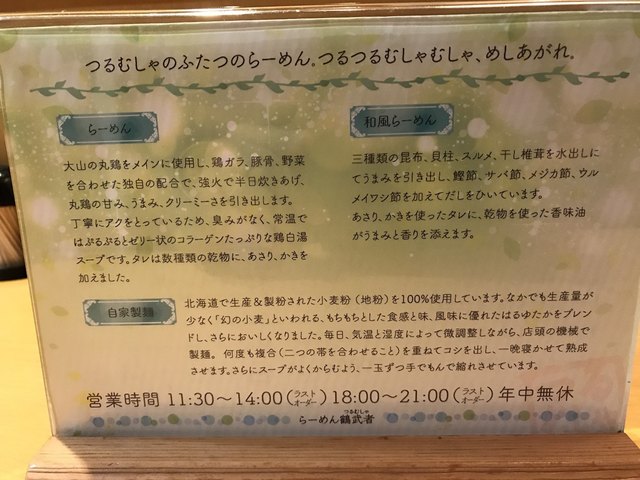 つるむしゃのふたつのらーめん。つるつるむしゃむしゃ、めしあがれ。
らーめん
大山の丸鶏をメインに使用し、鶏ガラ、豚骨、野菜
を合わせた独自の配合で、強火で半日炊きあげ、
丸鶏の甘み、うまみ、クリーミーさを引き出します。
丁寧にアクをとっているため、臭みがなく、常温で
はぷるぷるとゼリー状のコラーゲンたっぷりな鶏白湯
スープです。タレは数種類の乾物に、あさり、かきを
加えました。
和風らーめん
三種類の昆布、貝柱、スルメ、干し椎茸を水出しに
てうまみを引き出し、鰹節、サバ節、メジカ節、ウル
メイワシ節を加えてだしをひいています。
あさり、かきを使ったタレに、乾物を使った香味油
がうまみと香りを添えます。
自家製麺
北海道で生産＆製粉された小麦粉（地粉）を100%使用しています。なかでも生産量が
少なく「幻の小麦」といわれる、もちもちとした食感と味、風味に優れたはるゆたかをブレン
ドし、さらにおいしくなりました。毎日、気温と湿度によって微調整しながら、店頭の機械で
製麺。何度も複合（二つの帯を合わせること）を重ねてコシを出し、一晩寝かせて熟成
させます。さらにスープがよくからむよう、一玉ずつ手でもんで縮れさせています。
営業時間 11:30〜14:00（ラストオーダー）18:00〜21:00（ラストオーダー）年中無休
つるむしゃ
らーめん鶴武者